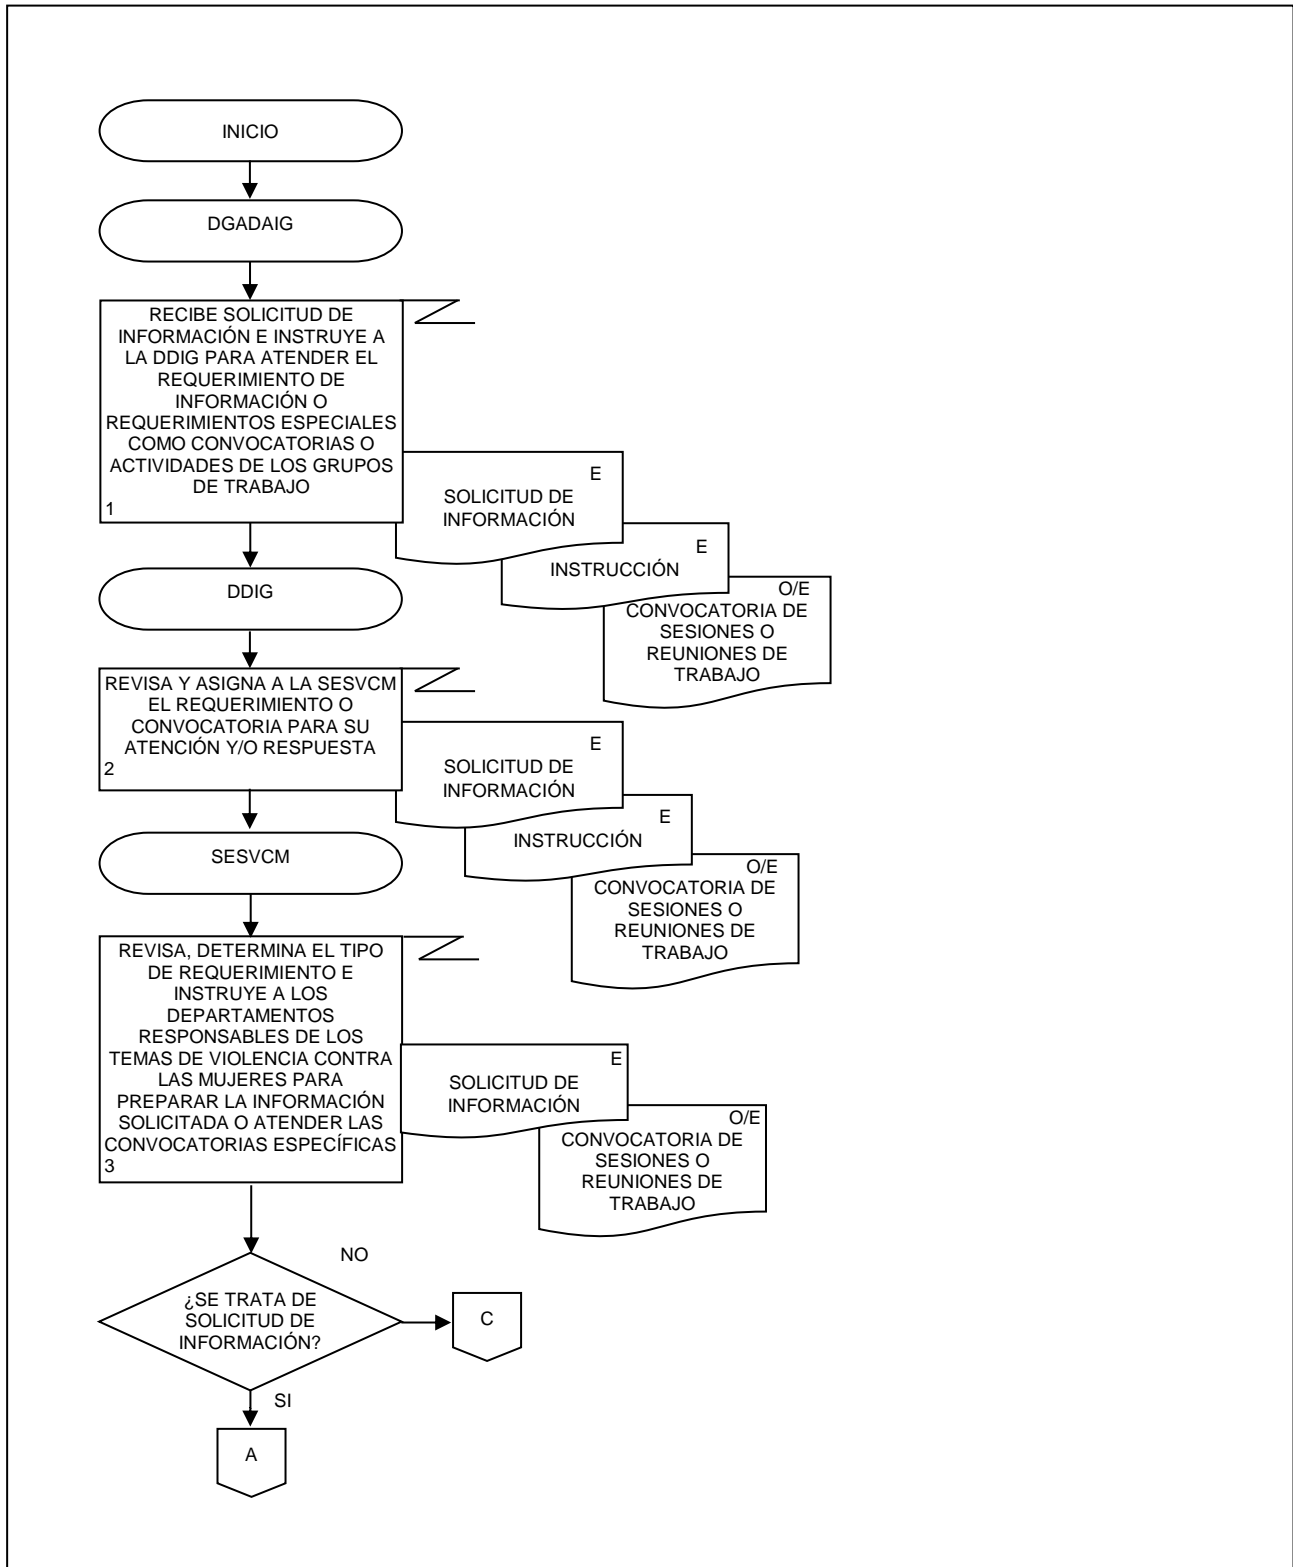 INICIO
DGADAIG
RECIBE SOLICITUD DE
INFORMACIÓN E INSTRUYE A
LA DDIG PARA ATENDER EL
REQUERIMIENTO DE
INFORMACIÓN O
REQUERIMIENTOS ESPECIALES
COMO CONVOCATORIAS O
ACTIVIDADES DE LOS GRUPOS
DE TRABAJO
1
E
SOLICITUD DE
INFORMACIÓN
E
INSTRUCCIÓN
O/E
CONVOCATORIA DE
SESIONES O
REUNIONES DE
TRABAJO
DDIG
REVISA Y ASIGNA A LA SESVCM
EL REQUERIMIENTO O
CONVOCATORIA PARA SU
ATENCIÓN Y/O RESPUESTA
2
E
SOLICITUD DE
INFORMACIÓN
E
INSTRUCCIÓN
O/E
CONVOCATORIA DE
SESIONES O
REUNIONES DE
TRABAJO
SESVCM
REVISA, DETERMINA EL TIPO
DE REQUERIMIENTO E
INSTRUYE A LOS
DEPARTAMENTOS
RESPONSABLES DE LOS
TEMAS DE VIOLENCIA CONTRA
LAS MUJERES PARA
PREPARAR LA INFORMACIÓN
SOLICITADA O ATENDER LAS
CONVOCATORIAS ESPECÍFICAS
3
E
SOLICITUD DE
INFORMACIÓN
O/E
CONVOCATORIA DE
SESIONES O
REUNIONES DE
TRABAJO
NO
¿SE TRATA DE
SOLICITUD DE
INFORMACIÓN?
C
SI
A